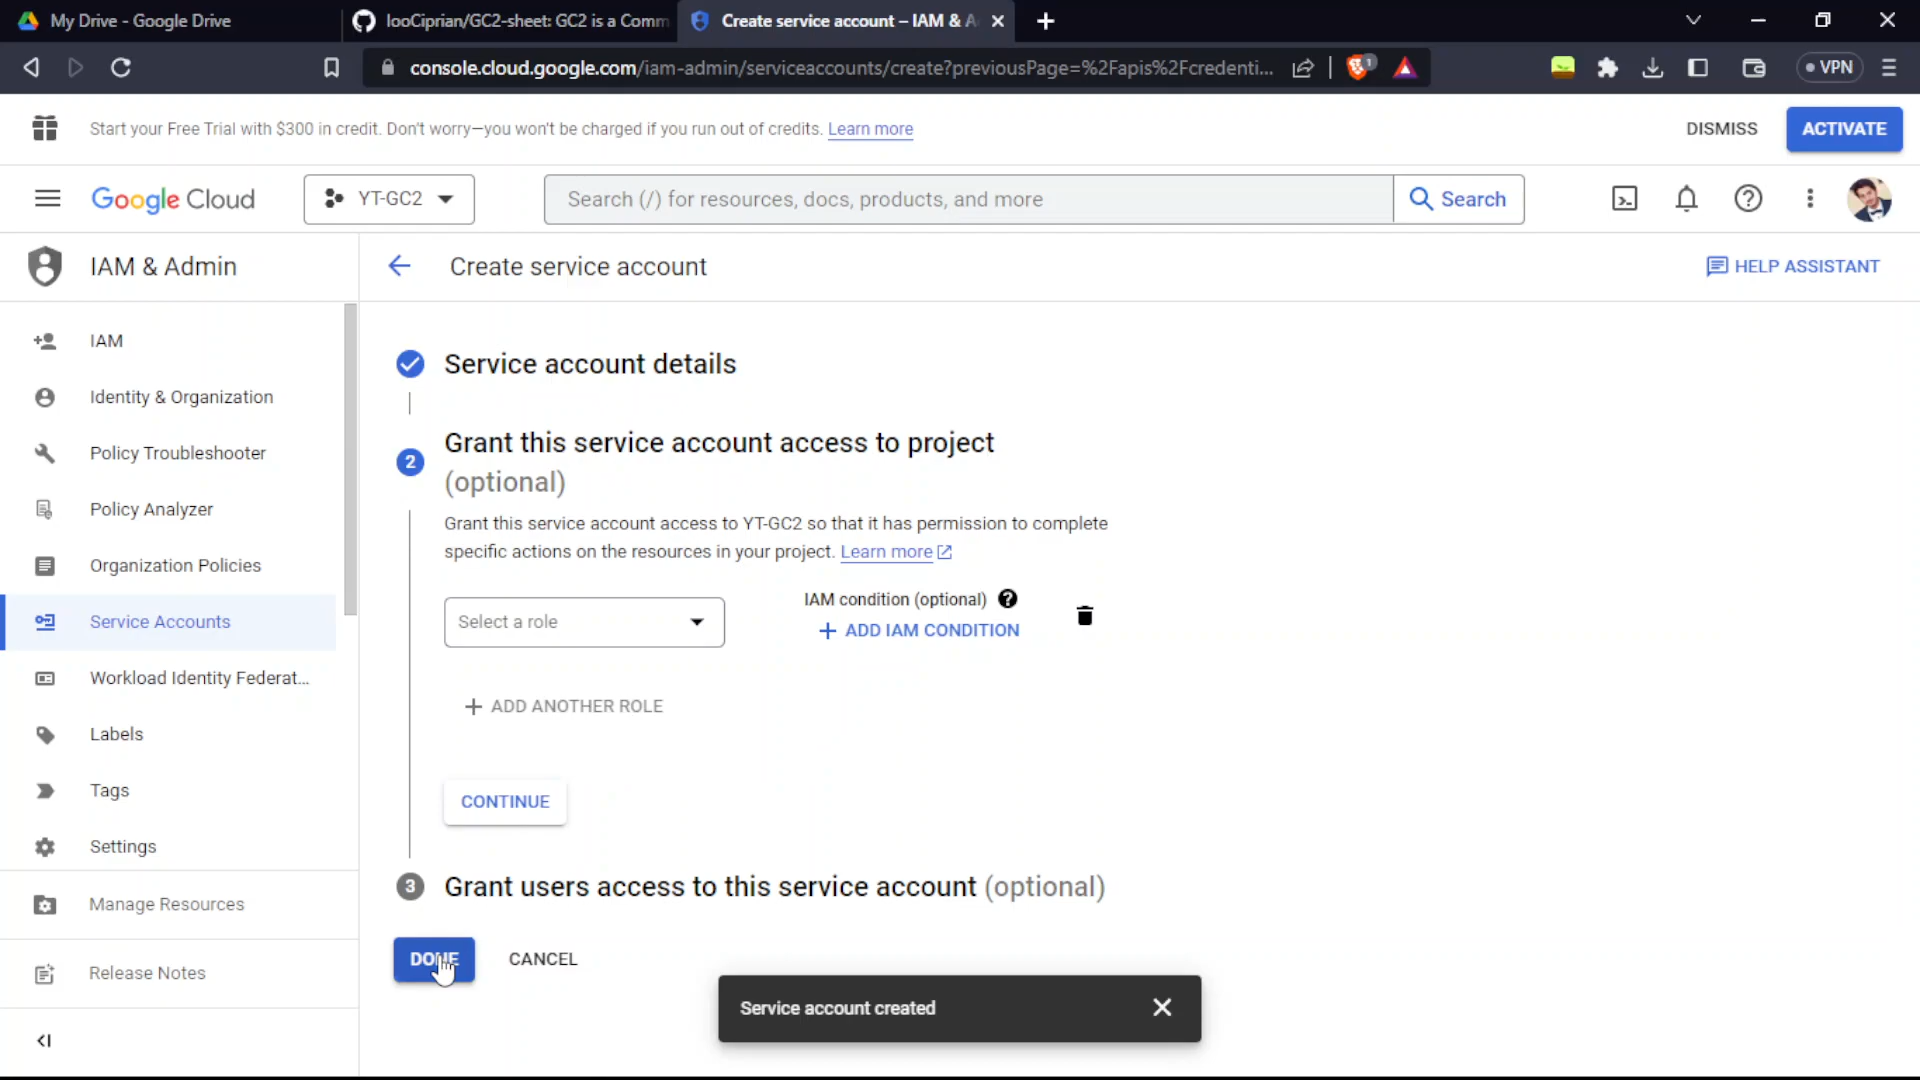 My Drive - Google Drive
looCiprian/GC2-sheet: GC2 is a Comm
Create service account – IAM & A
console.cloud.google.com/iam-admin/serviceaccounts/create?previousPage=%2Fapis%2Fcredenti...
1
VPN
Start your Free Trial with $300 in credit. Don't worry—you won't be charged if you run out of credits. Learn more
DISMISS
ACTIVATE
Google Cloud
YT-GC2
Search (/) for resources, docs, products, and more
Search
IAM & Admin
Create service account
HELP ASSISTANT
IAM
Identity & Organization
Policy Troubleshooter
Policy Analyzer
Organization Policies
Service Accounts
Workload Identity Federat...
Labels
Tags
Settings
Manage Resources
Release Notes
Service account details
2
Grant this service account access to project
(optional)
Grant this service account access to YT-GC2 so that it has permission to complete
specific actions on the resources in your project. Learn more
Select a role
IAM condition (optional)
+ ADD IAM CONDITION
+ ADD ANOTHER ROLE
CONTINUE
3 Grant users access to this service account (optional)
DONE
CANCEL
Service account created